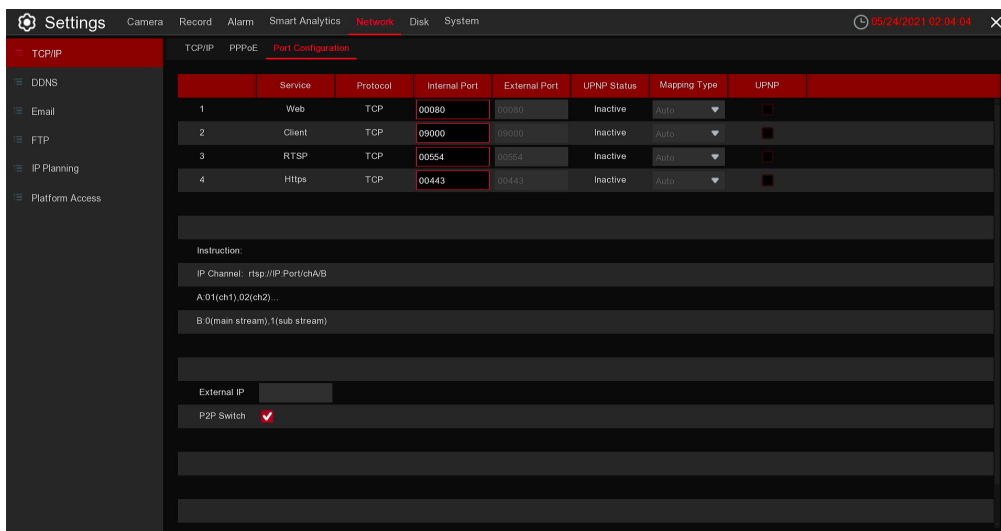 Settings Camera Record Alarm Smart Analytics Network Disk System 05/24/2021 02:04:04
TCP/IP
DDNS
Email
FTP
IP Planning
Platform Access
TCP/IP PPPoE Port Configuration
Service Protocol Internal Port External Port UPNP Status Mapping Type UPNP
1 Web TCP 00080 00080 Inactive Auto
2 Client TCP 09000 09000 Inactive Auto
3 RTSP TCP 00554 00554 Inactive Auto
4 Https TCP 00443 00443 Inactive Auto
Instruction:
IP Channel: rtsp://IP:Port/chA/B
A:01(ch1),02(ch2)...
B:0(main stream),1(sub stream)
External IP
P2P Switch